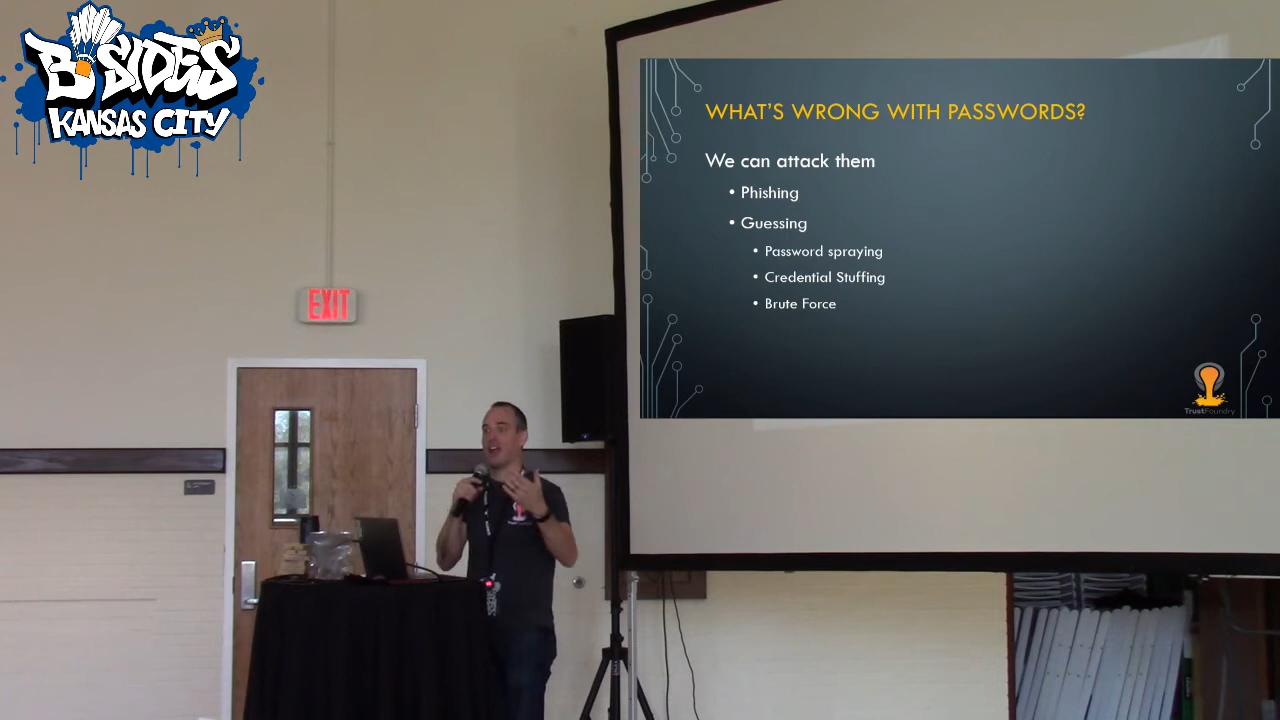 B·SIDES
KANSAS CITY
WHAT'S WRONG WITH PASSWORDS?
We can attack them
• Phishing
• Guessing
• Password spraying
• Credential Stuffing
• Brute Force
TrustFoundry
EXIT